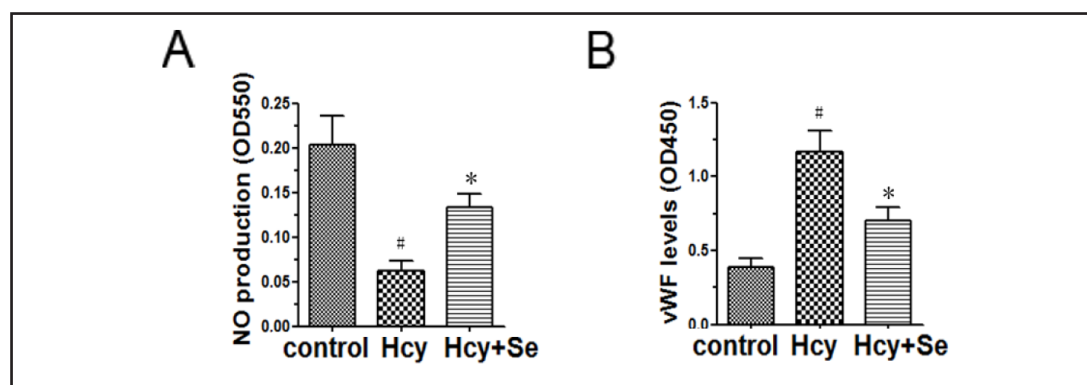 A
NO production (OD550)
0.25
0.20
0.15
0.10
0.05
0.00
#
*
control Hcy Hcy+Se
B
vWF levels (OD450)
1.5
1.0
0.5
0.0
#
*
control Hcy Hcy+Se